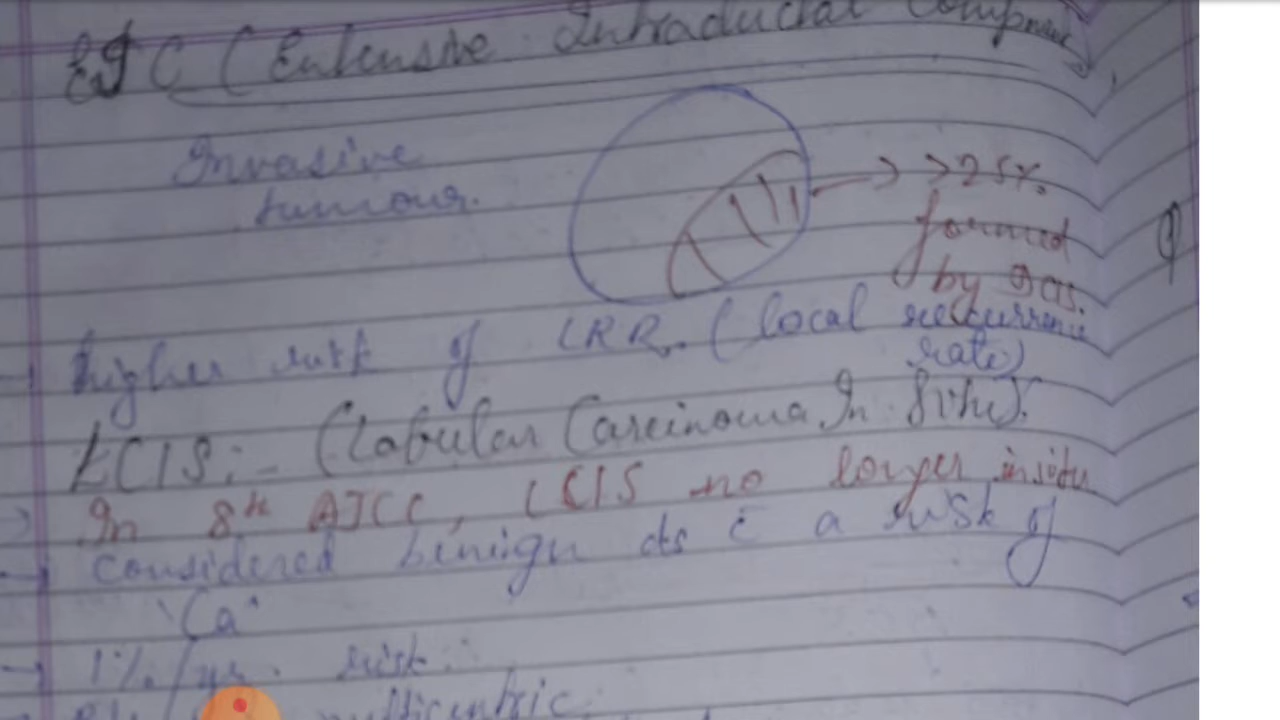 EIC (Extensive Intraductal Component)
Invasive
tumour.
> 25%.
formed
by
higher risk of LRR. (local recurrence
rate)
LCIS:- (Lobular Carcinoma In Situ).
In 8th AJCC, LCIS no longer insitu
considered benign ds c̄ a risk of
Ca
1%/yr. risk.
multicentric